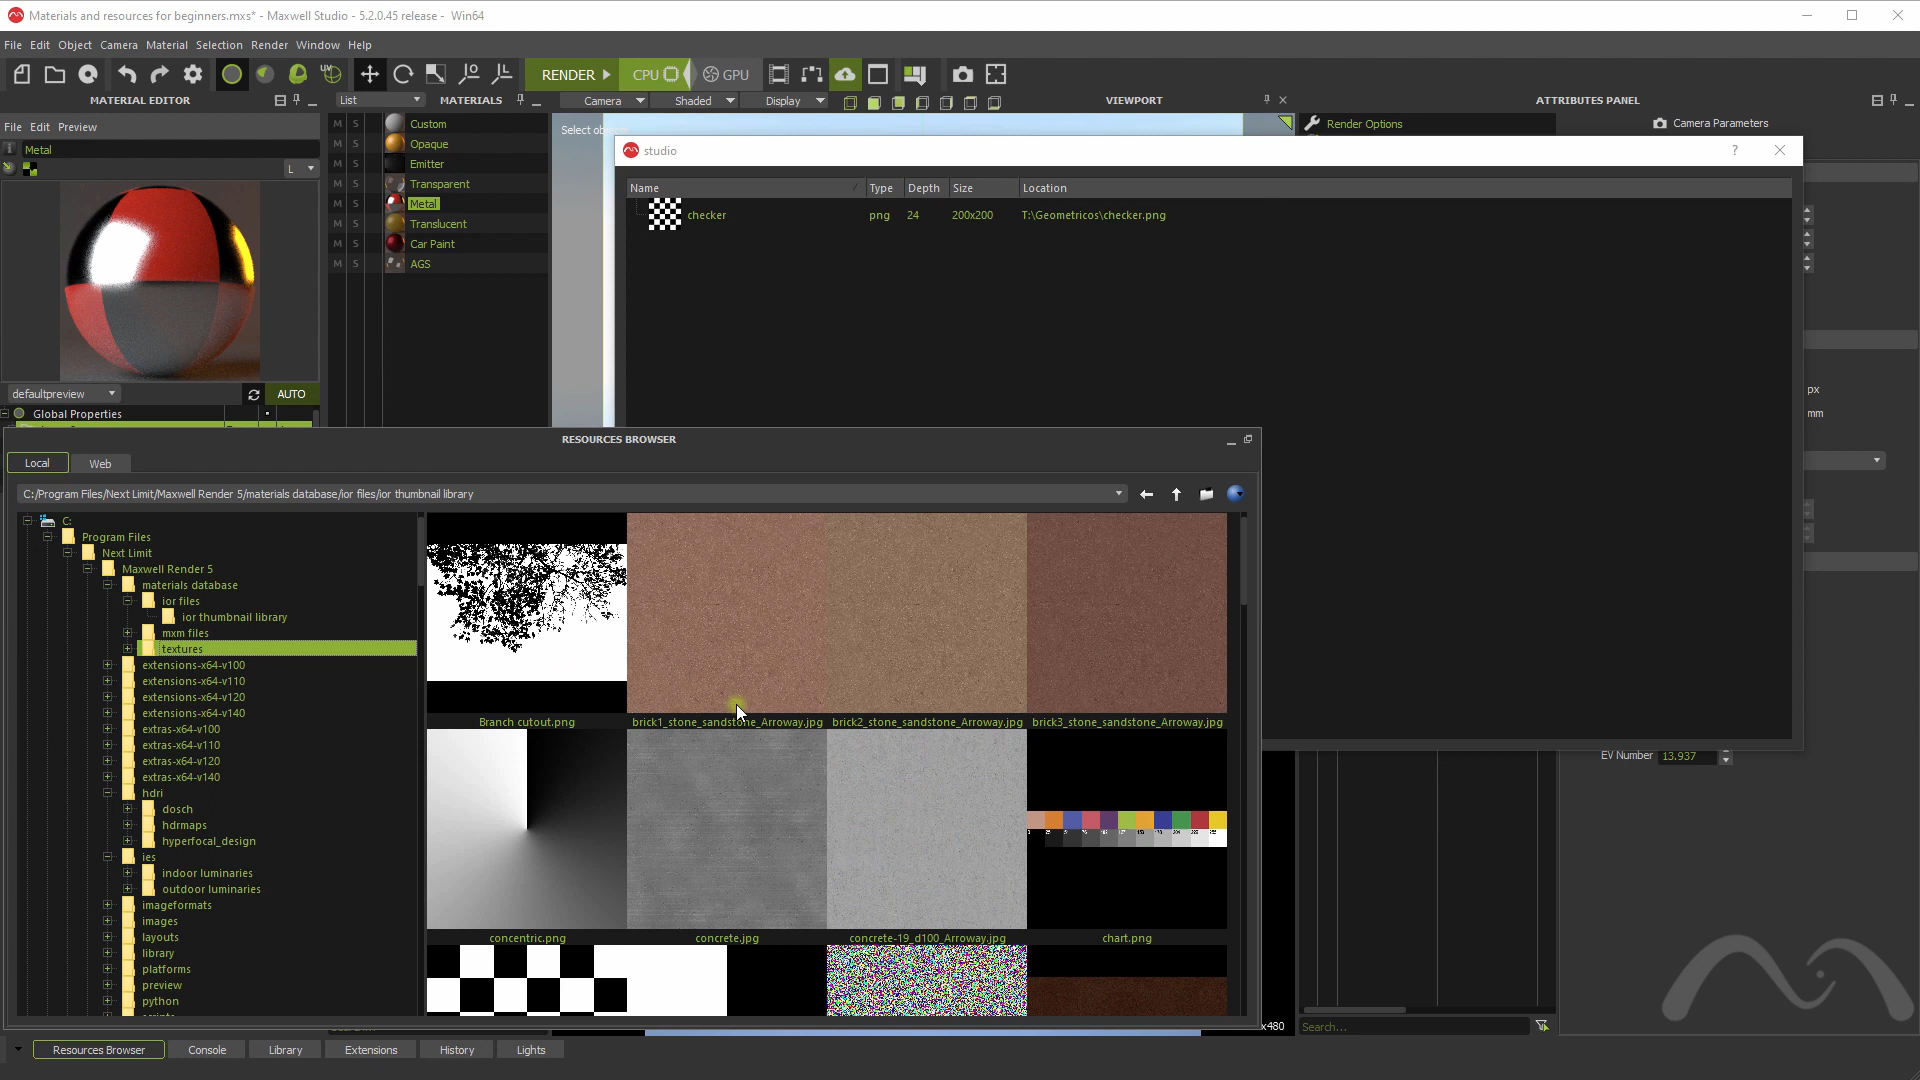 Materials and resources for beginners.mxs* - Maxwell Studio - 5.2.0.45 release - Win64
File Edit Object Camera Material Selection Render Window Help
UV
RENDER CPU GPU
MATERIAL EDITOR
List
MATERIALS
Camera Shaded Display
VIEWPORT
ATTRIBUTES PANEL
File Edit Preview
Metal
L
defaultpreview
AUTO
Global Properties
M S Custom
M S Opaque
M S Emitter
M S Transparent
M S Metal
M S Translucent
M S Car Paint
M S AGS
Render Options
Camera Parameters
studio
?
Name Type Depth Size Location
checker png 24 200x200 T:\Geometricos\checker.png
px
mm
EV Number 13.937
RESOURCES BROWSER
Local Web
C:/Program Files/Next Limit/Maxwell Render 5/materials database/ior files/ior thumbnail library
C:
Program Files
Next Limit
Maxwell Render 5
materials database
ior files
ior thumbnail library
mxm files
textures
extensions-x64-v100
extensions-x64-v110
extensions-x64-v120
extensions-x64-v140
extras-x64-v100
extras-x64-v110
extras-x64-v120
extras-x64-v140
hdri
dosch
hdrmaps
hyperfocal_design
ies
indoor luminaries
outdoor luminaries
imageformats
images
layouts
library
platforms
preview
python
Branch cutout.png
brick1_stone_sandstone_Arroway.jpg
brick2_stone_sandstone_Arroway.jpg
brick3_stone_sandstone_Arroway.jpg
concentric.png
concrete.jpg
concrete-19_d100_Arroway.jpg
chart.png
x480
Search...
Resources Browser Console Library Extensions History Lights